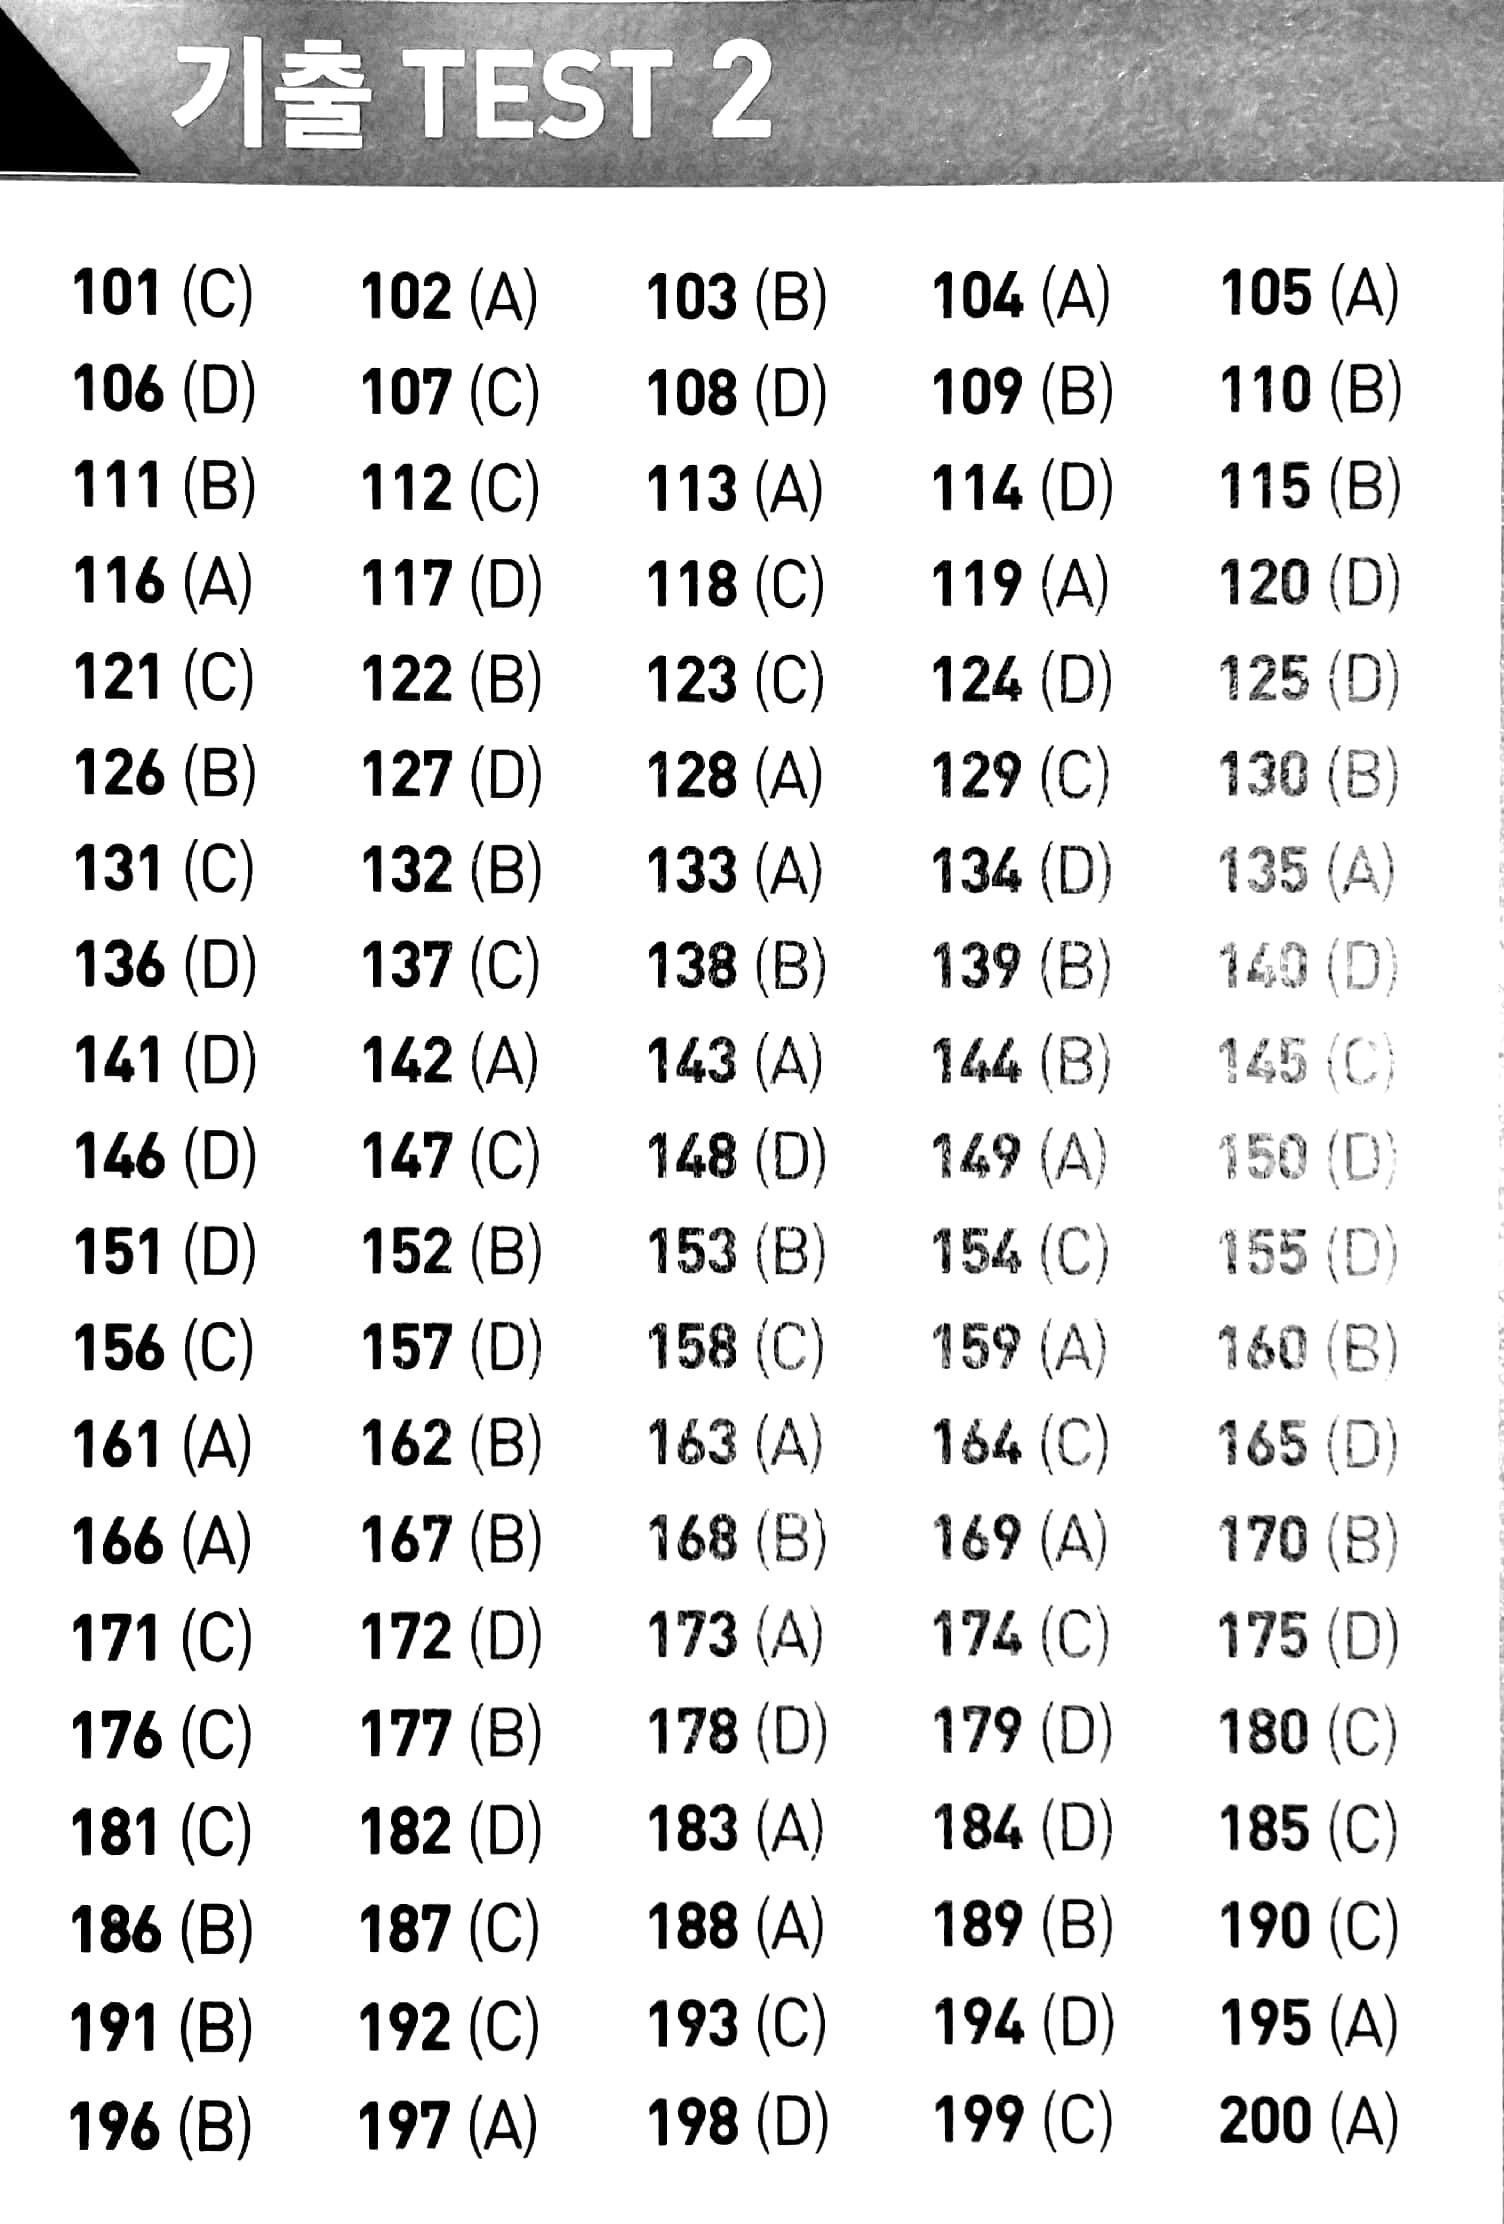 기출 TEST 2
101 (C) 102 (A) 103 (B) 104 (A) 105 (A)
106 (D) 107 (C) 108 (D) 109 (B) 110 (B)
111 (B) 112 (C) 113 (A) 114 (D) 115 (B)
116 (A) 117 (D) 118 (C) 119 (A) 120 (D)
121 (C) 122 (B) 123 (C) 124 (D) 125 (D)
126 (B) 127 (D) 128 (A) 129 (C) 130 (B)
131 (C) 132 (B) 133 (A) 134 (D) 135 (A)
136 (D) 137 (C) 138 (B) 139 (B) 140 (D)
141 (D) 142 (A) 143 (A) 144 (B) 145 (C)
146 (D) 147 (C) 148 (D) 149 (A) 150 (D)
151 (D) 152 (B) 153 (B) 154 (C) 155 (D)
156 (C) 157 (D) 158 (C) 159 (A) 160 (B)
161 (A) 162 (B) 163 (A) 164 (C) 165 (D)
166 (A) 167 (B) 168 (B) 169 (A) 170 (B)
171 (C) 172 (D) 173 (A) 174 (C) 175 (D)
176 (C) 177 (B) 178 (D) 179 (D) 180 (C)
181 (C) 182 (D) 183 (A) 184 (D) 185 (C)
186 (B) 187 (C) 188 (A) 189 (B) 190 (C)
191 (B) 192 (C) 193 (C) 194 (D) 195 (A)
196 (B) 197 (A) 198 (D) 199 (C) 200 (A)